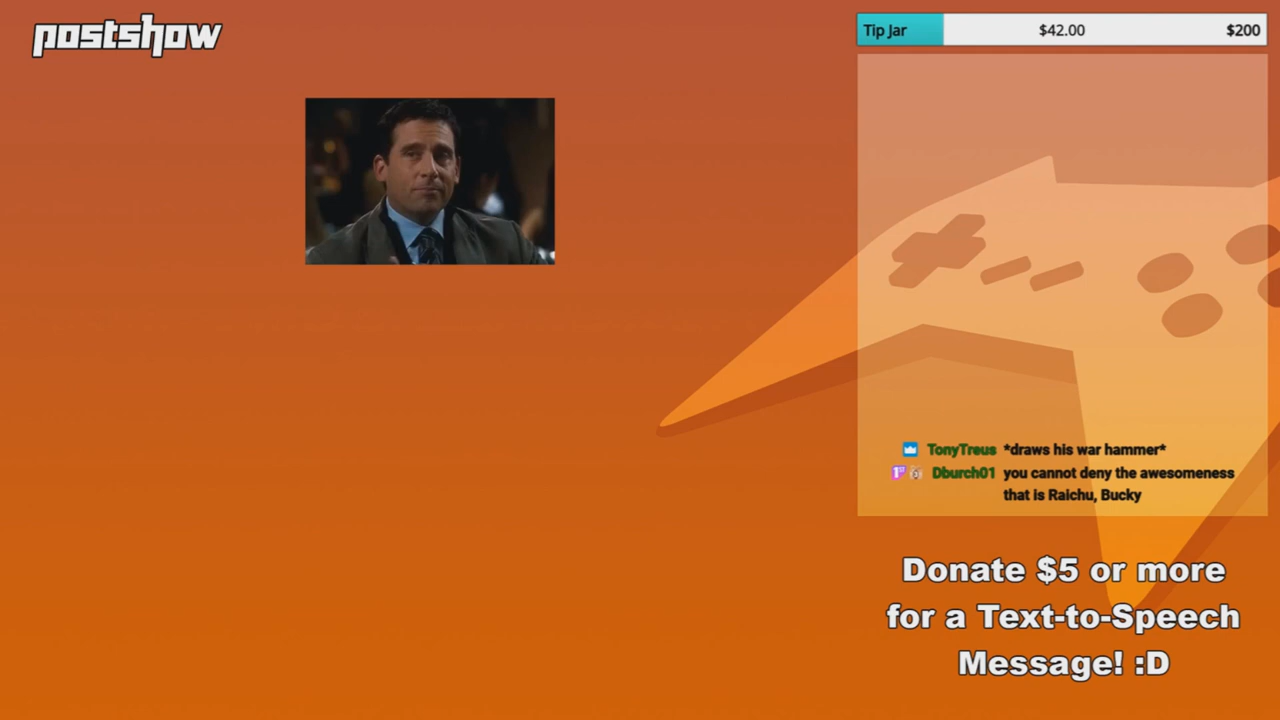 postshow
Tip Jar $42.00 $200
TonyTreus *draws his war hammer*
Dburch01 you cannot deny the awesomeness
that is Raichu, Bucky
Donate $5 or more
for a Text-to-Speech
Message! :D